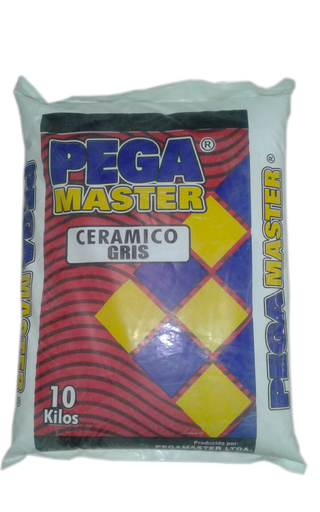 PEGA®
MASTER
CERAMICO
GRIS
10
Kilos
Producido por:
PEGAMASTER LTDA.
PEGA MASTER®
PEGA MASTER